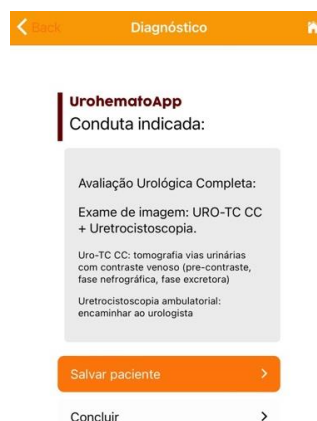 Back
Diagnóstico
UrohematoApp
Conduta indicada:
Avaliação Urológica Completa:
Exame de imagem: URO-TC CC
+ Uretrocistoscopia.
Uro-TC CC: tomografia vias urinárias
com contraste venoso (pre-contraste,
fase nefrográfica, fase excretora)
Uretrocistoscopia ambulatorial:
encaminhar ao urologista
Salvar paciente
Concluir